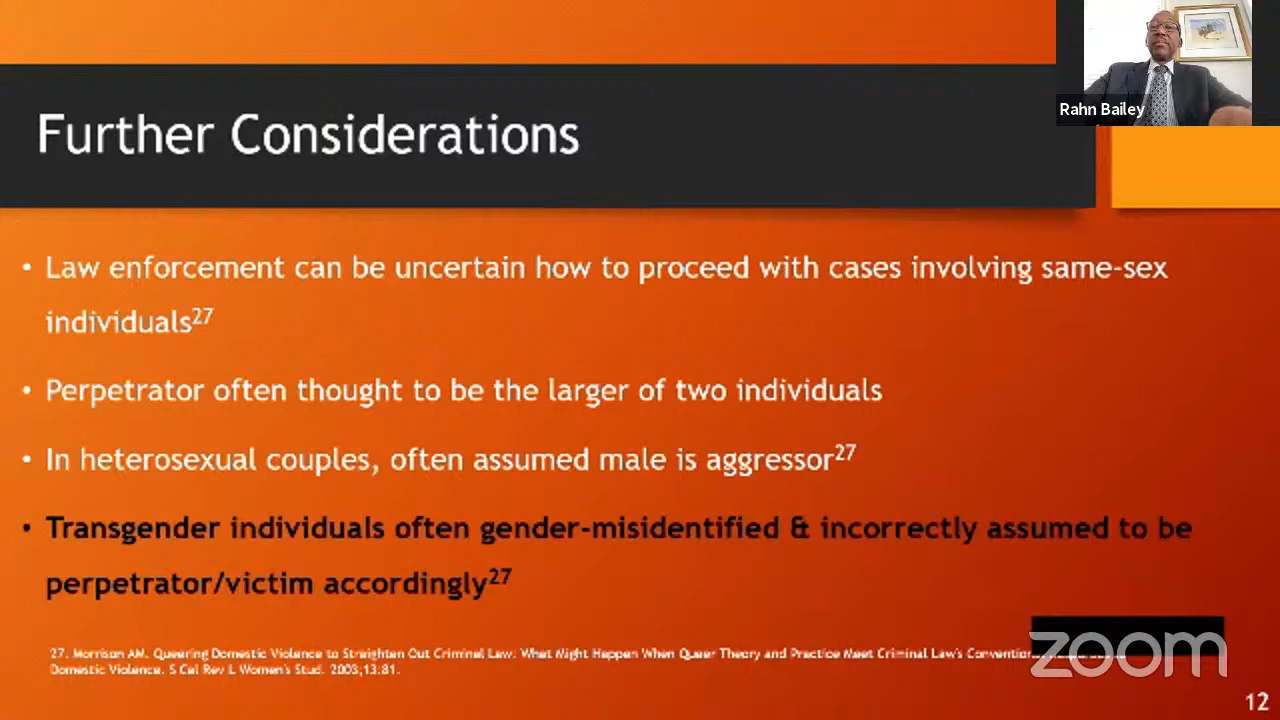 Rahn Bailey
Further Considerations
• Law enforcement can be uncertain how to proceed with cases involving same-sex
individuals27
• Perpetrator often thought to be the larger of two individuals
• In heterosexual couples, often assumed male is aggressor27
• Transgender individuals often gender-misidentified & incorrectly assumed to be
perpetrator/victim accordingly27
27. Morrison AM. Queering Domestic Violence to Straighten Out Criminal Law: What Might Happen When Queer Theory and Practice Meet Criminal Law's
Domestic Violence. S Cal Rev L Women's Stud. 2003;13:81.
zoom
12